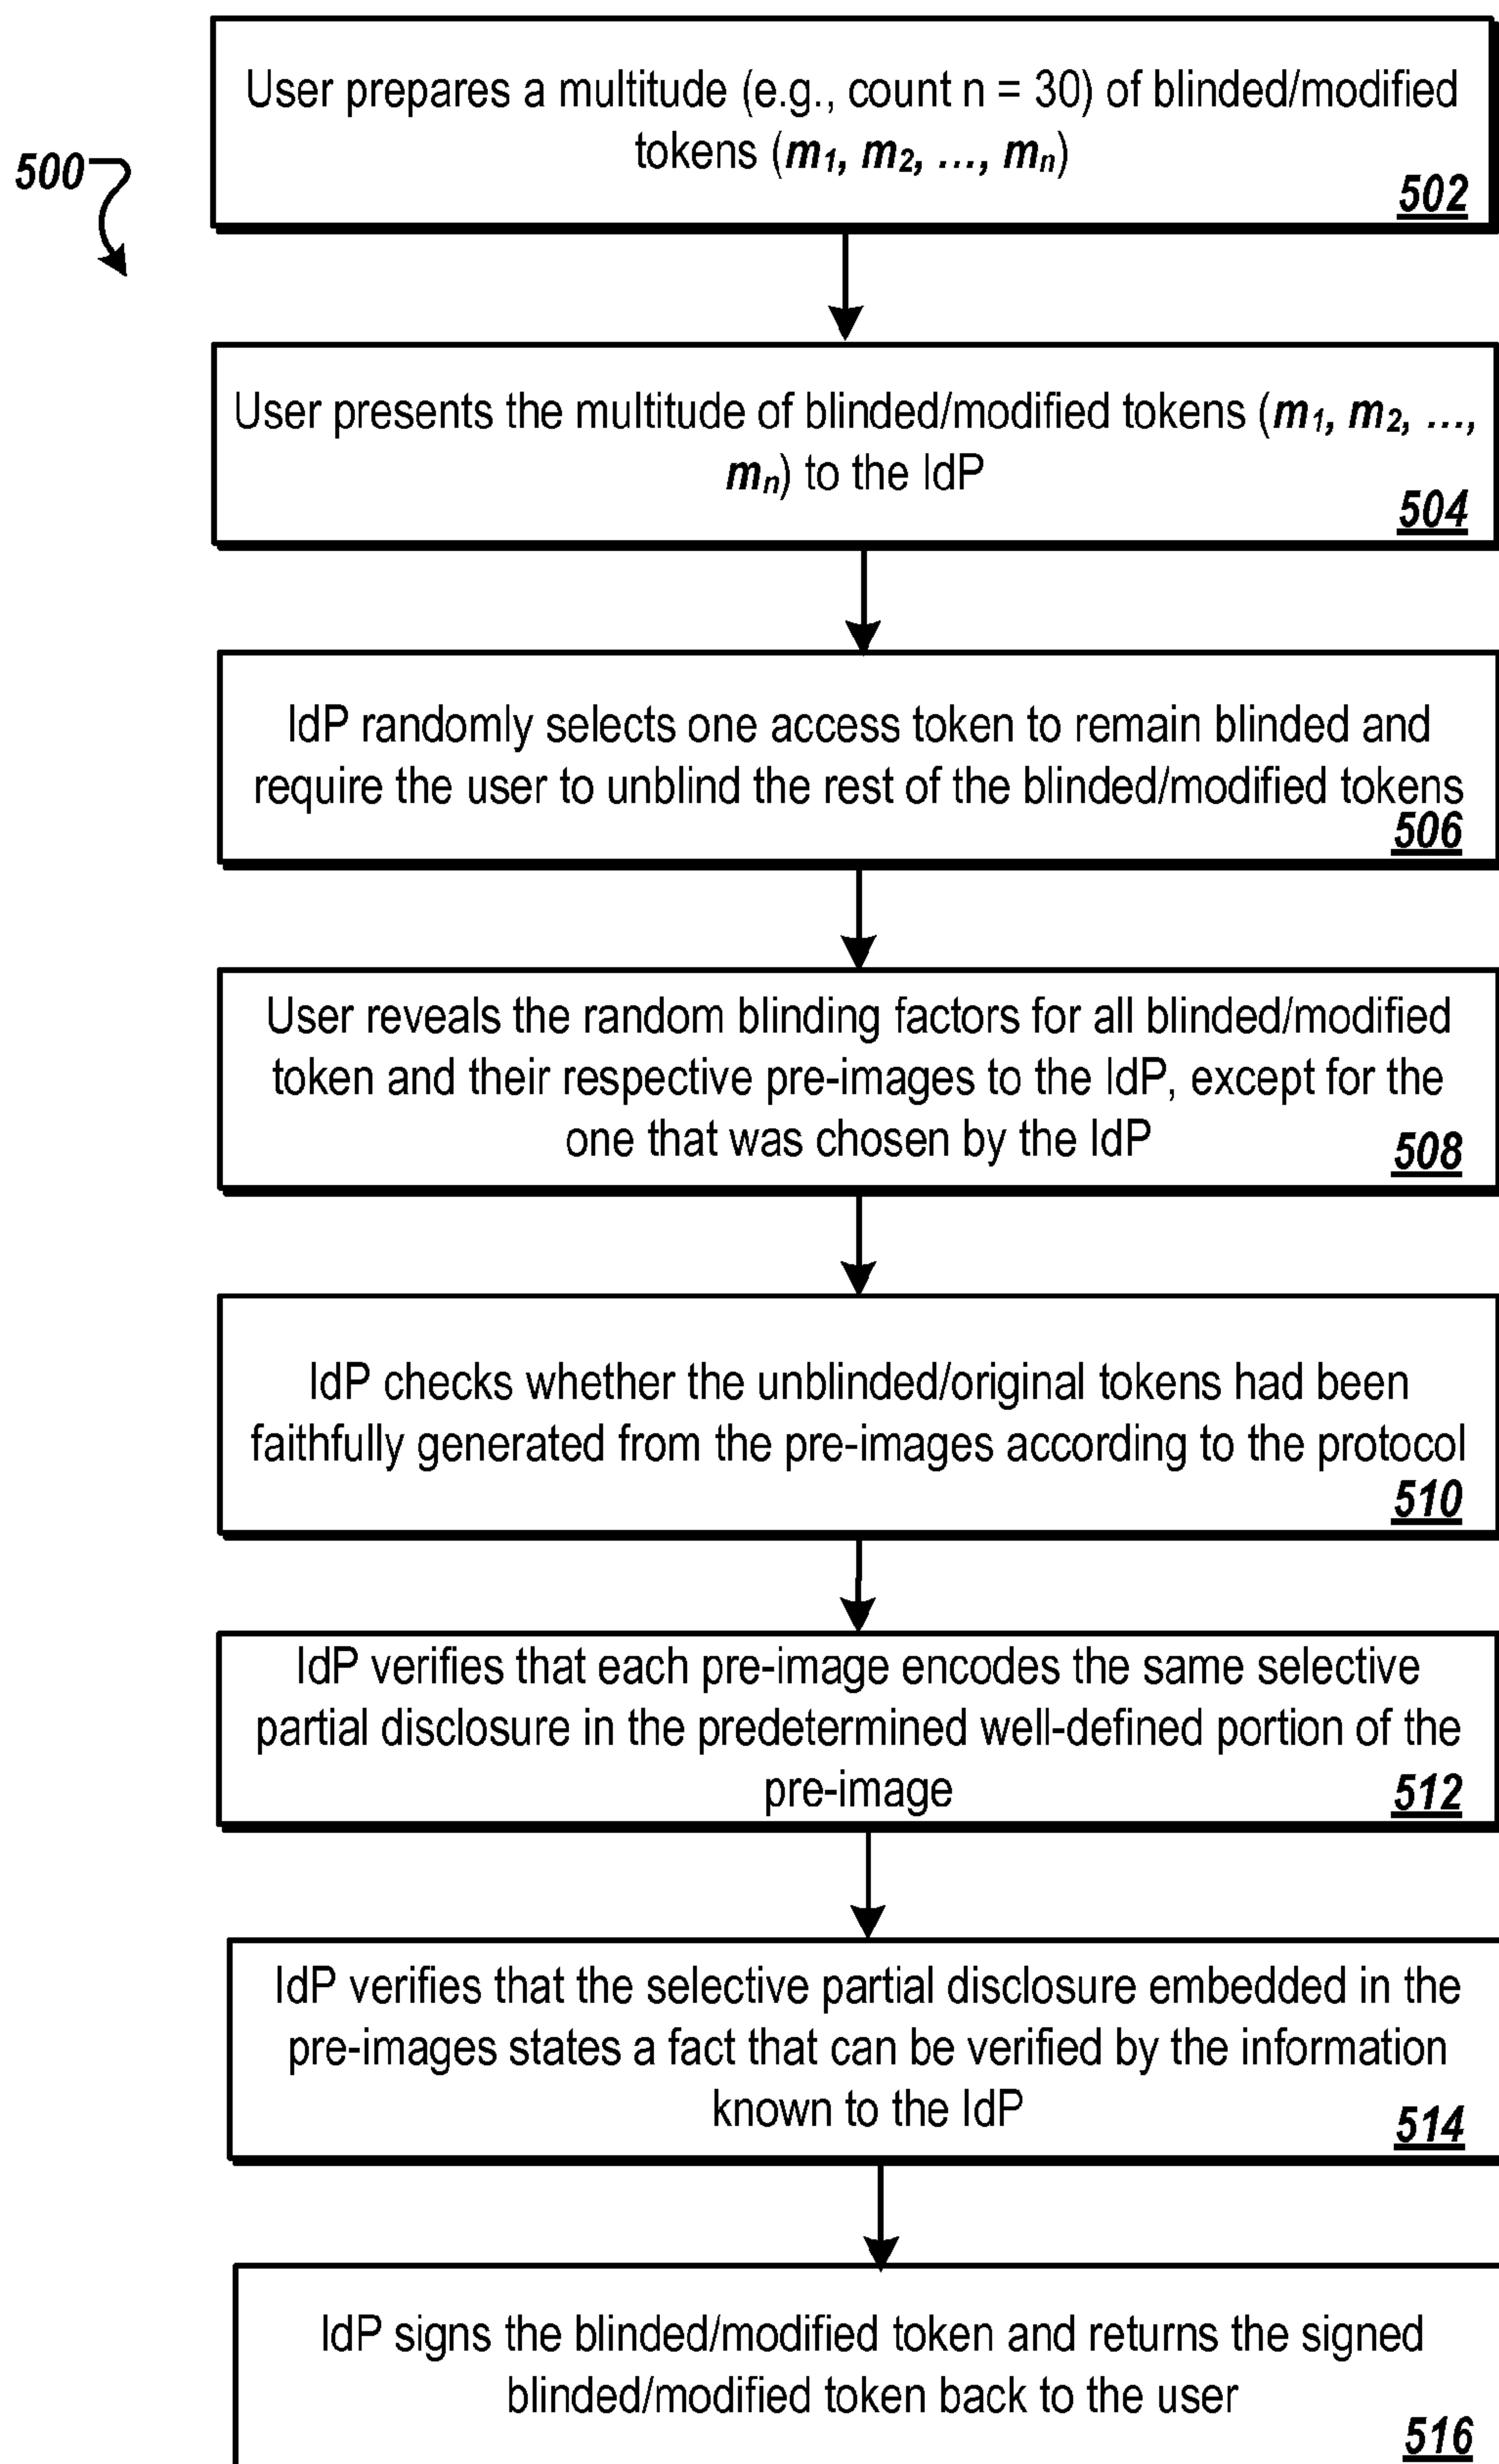 User prepares a multitude (e.g., count n = 30) of blinded/modified
tokens (m1, m2, ..., mn)
500
502
User presents the multitude of blinded/modified tokens (m1, m2, ...,
mn) to the IdP
504
IdP randomly selects one access token to remain blinded and
require the user to unblind the rest of the blinded/modified tokens
506
User reveals the random blinding factors for all blinded/modified
token and their respective pre-images to the IdP, except for the
one that was chosen by the IdP
508
IdP checks whether the unblinded/original tokens had been
faithfully generated from the pre-images according to the protocol
510
IdP verifies that each pre-image encodes the same selective
partial disclosure in the predetermined well-defined portion of the
pre-image
512
IdP verifies that the selective partial disclosure embedded in the
pre-images states a fact that can be verified by the information
known to the IdP
514
IdP signs the blinded/modified token and returns the signed
blinded/modified token back to the user
516